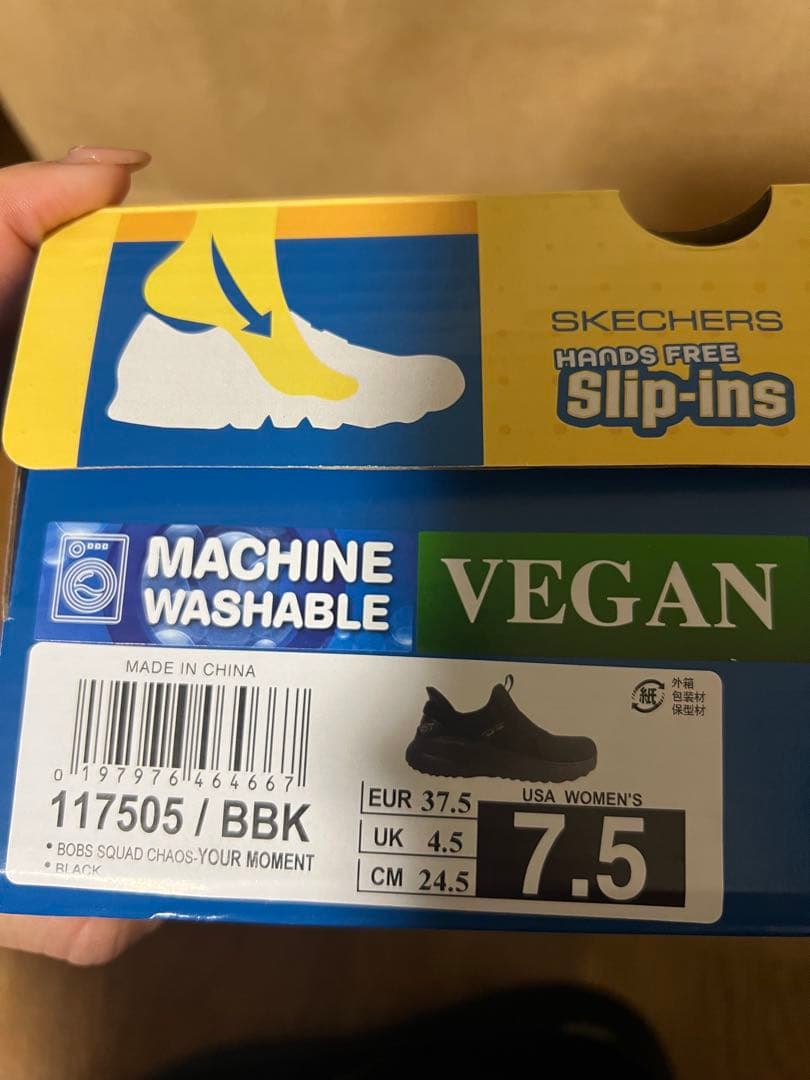 SKECHERS
HANDS FREE
Slip-ins
MACHINE
WASHABLE
VEGAN
MADE IN CHINA
0 197976 464667
117505 / BBK
• BOBS SQUAD CHAOS-YOUR MOMENT
• BLACK
紙
外箱
包装材
保型材
EUR 37.5
UK 4.5
CM 24.5
USA WOMEN'S
7.5